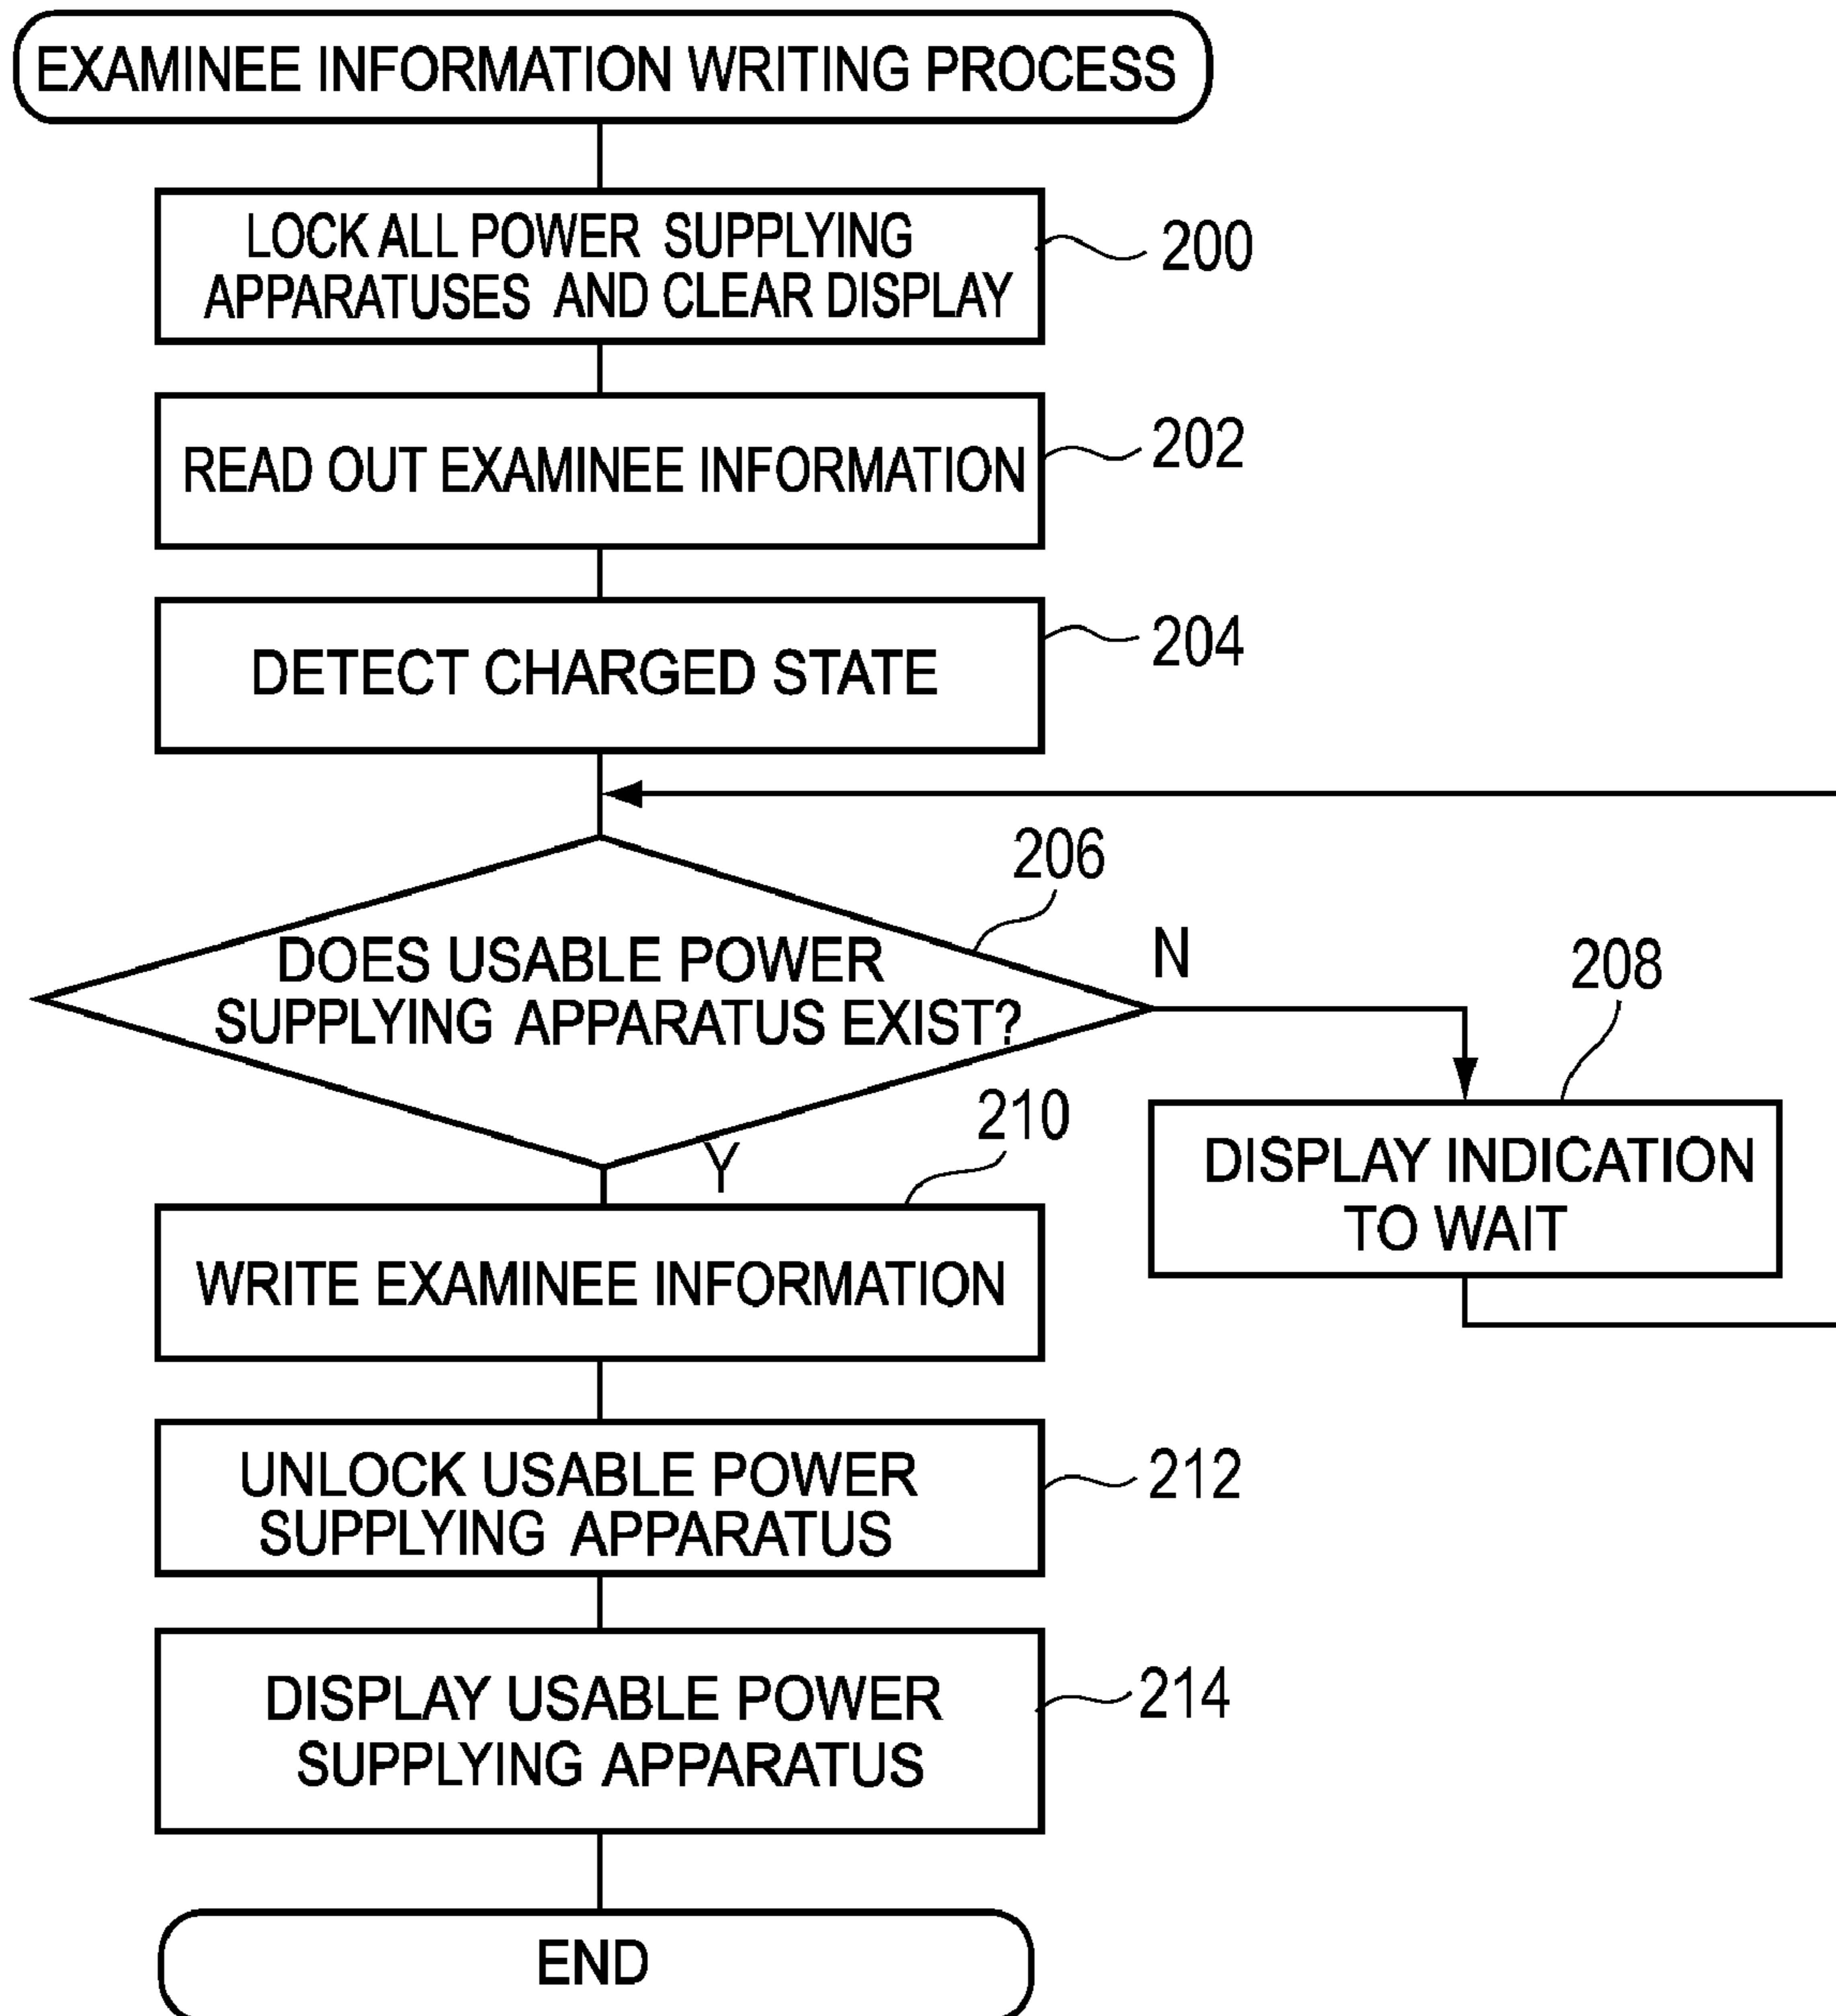 EXAMINEE INFORMATION WRITING PROCESS
LOCK ALL POWER SUPPLYING
APPARATUSES AND CLEAR DISPLAY
200
READ OUT EXAMINEE INFORMATION
202
DETECT CHARGED STATE
204
206
DOES USABLE POWER
SUPPLYING APPARATUS EXIST?
N
208
DISPLAY INDICATION
TO WAIT
Y
210
WRITE EXAMINEE INFORMATION
UNLOCK USABLE POWER
SUPPLYING APPARATUS
212
DISPLAY USABLE POWER
SUPPLYING APPARATUS
214
END